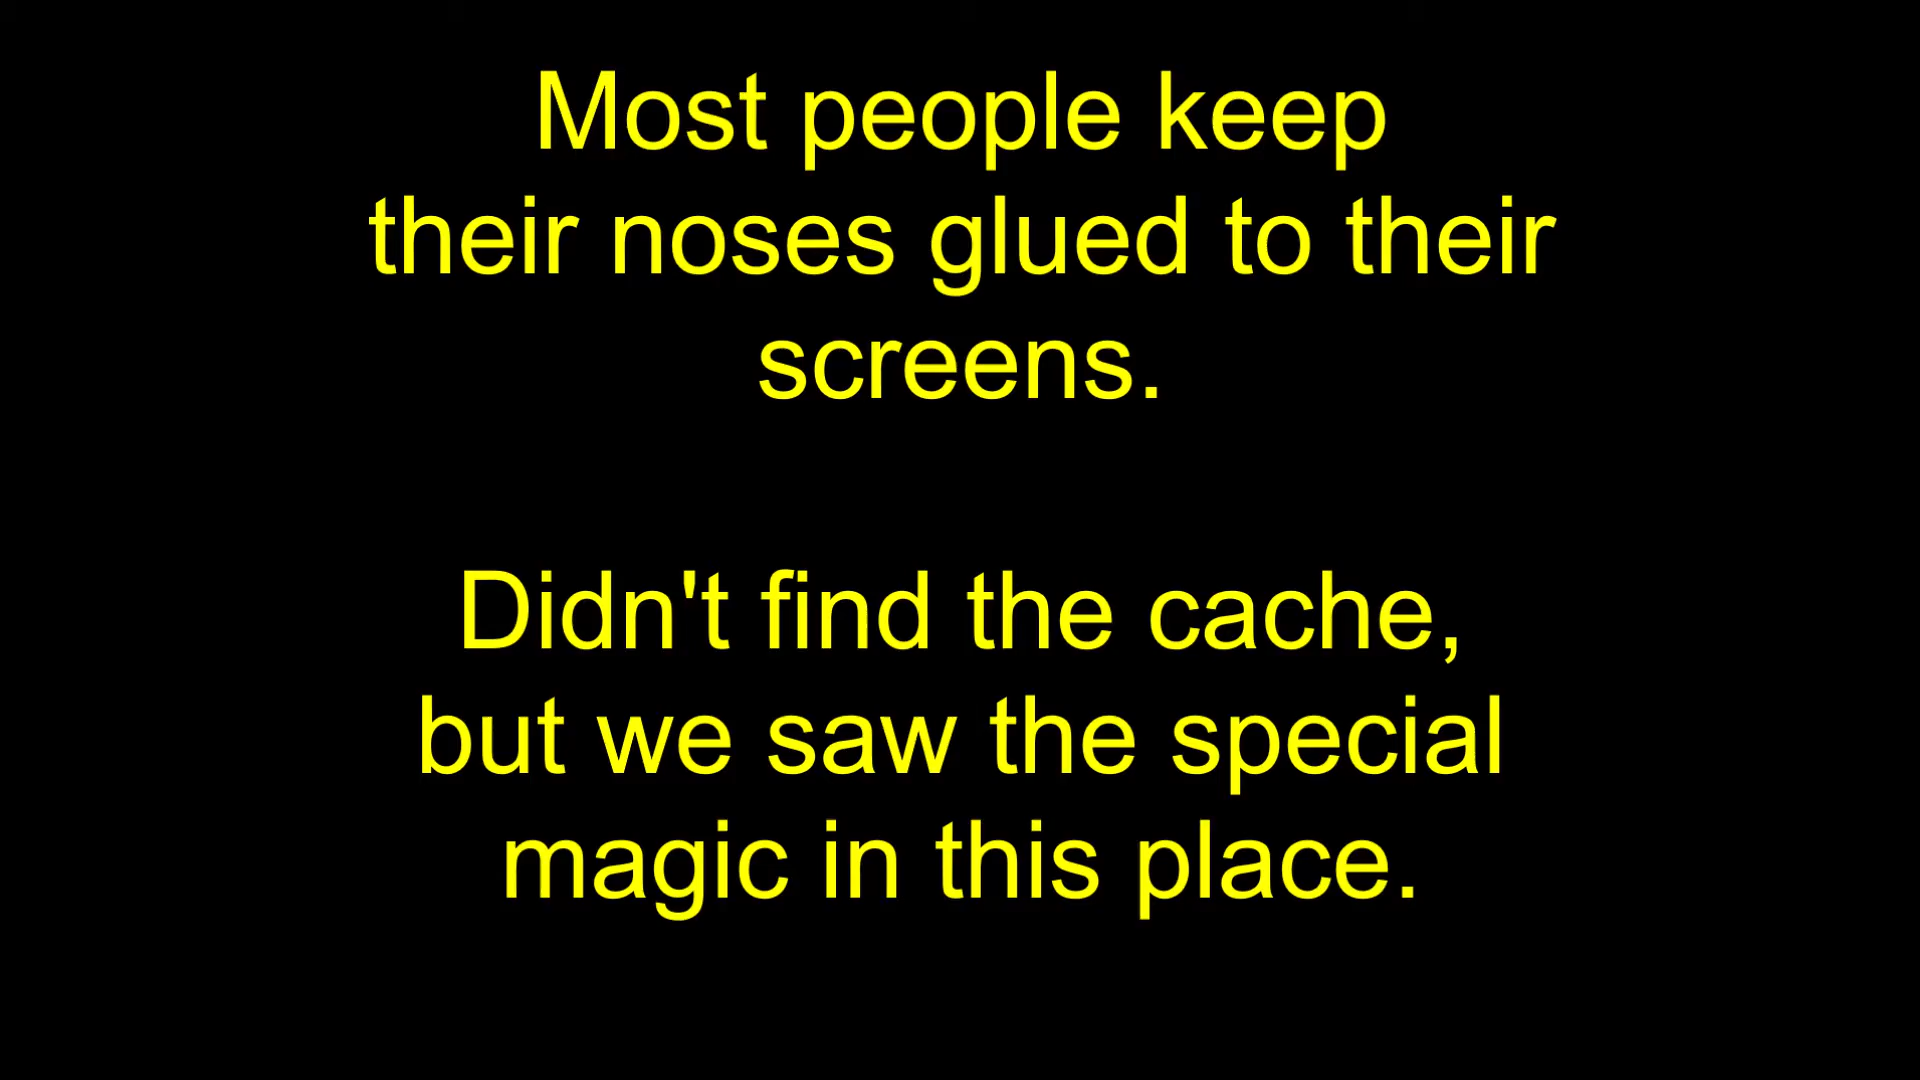 Most people keep
their noses glued to their
screens.
Didn't find the cache,
but we saw the special
magic in this place.